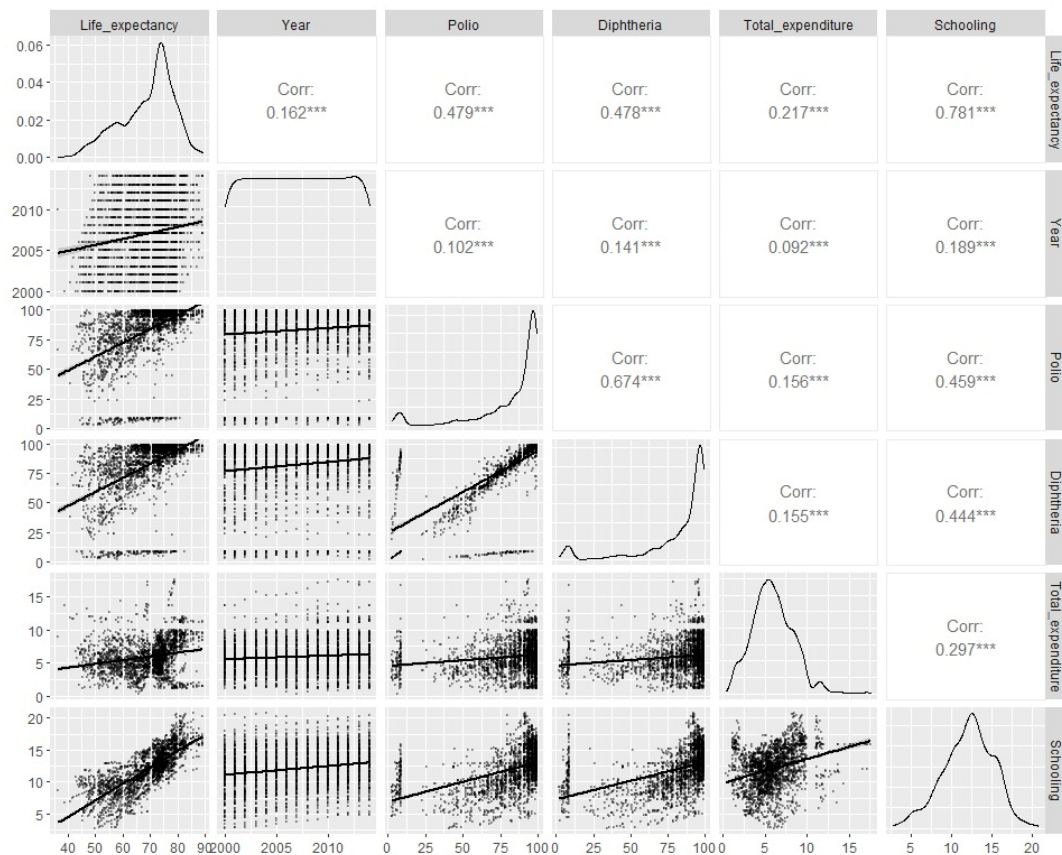 Life_expectancy Year Polio Diphtheria Total_expenditure Schooling
0.06
0.04
0.02
0.00
Corr:
0.162***
Corr:
0.479***
Corr:
0.478***
Corr:
0.217***
Corr:
0.781***
Life_expectancy
2010
2005
2000
Corr:
0.102***
Corr:
0.141***
Corr:
0.092***
Corr:
0.189***
Year
100
75
50
25
0
Corr:
0.674***
Corr:
0.156***
Corr:
0.459***
Polio
100
75
50
25
0
Corr:
0.155***
Corr:
0.444***
Diphtheria
15
10
5
0
Corr:
0.297***
Total_expenditure
20
15
10
5
Schooling
40 50 60 70 80 90 2000 2005 2010 0 25 50 75 100 0 25 50 75 100 0 5 10 15 5 10 15 20